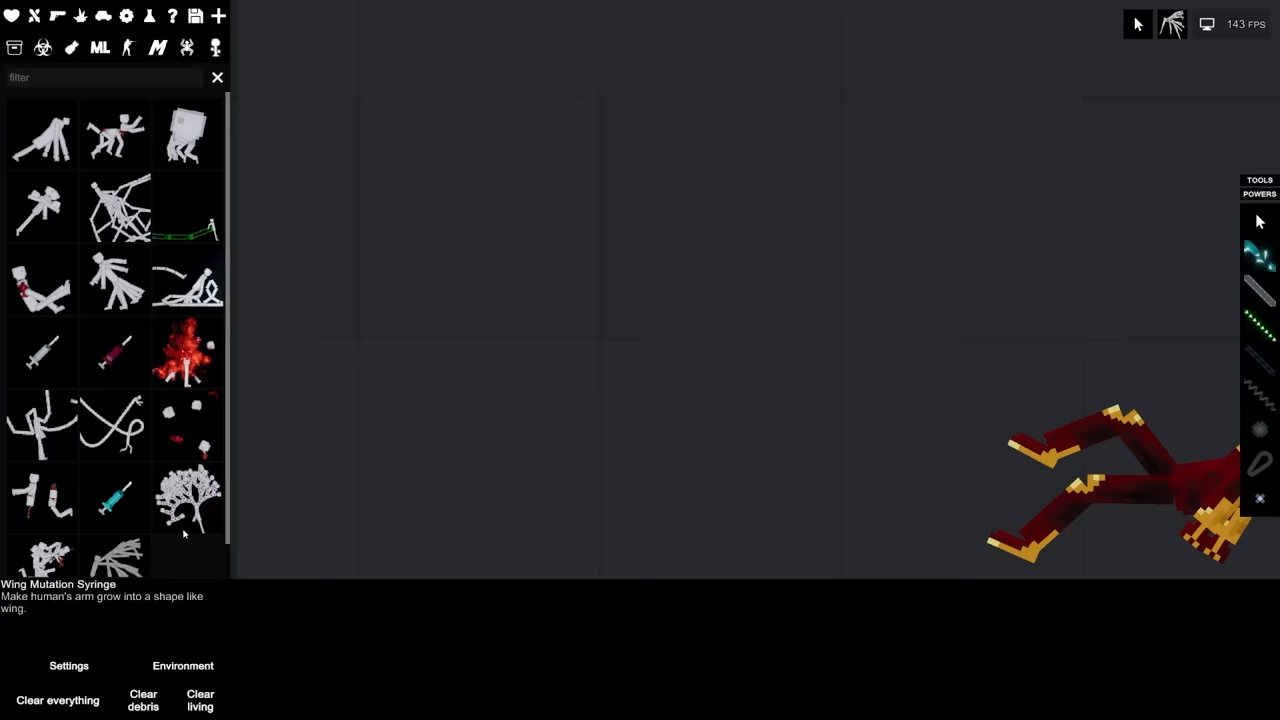 143 FPS
ML
filter
TOOLS
POWERS
Wing Mutation Syringe
Make human's arm grow into a shape like
wing.
Settings
Environment
Clear everything
Clear
debris
Clear
living